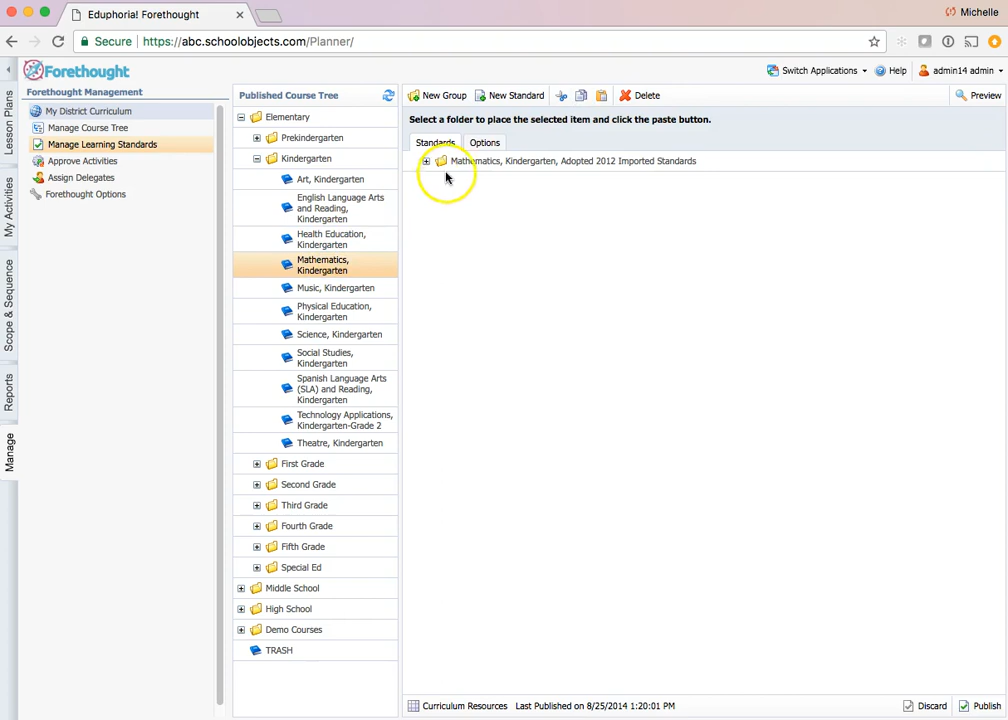 Eduphoria! Forethought
Michelle
Secure
https://abc.schoolobjects.com/Planner/
Forethought
Switch Applications
Help
admin14 admin
Lesson Plans
My Activities
Scope & Sequence
Reports
Manage
Forethought Management
My District Curriculum
Manage Course Tree
Manage Learning Standards
Approve Activities
Assign Delegates
Forethought Options
Published Course Tree
Elementary
Prekindergarten
Kindergarten
Art, Kindergarten
English Language Arts
and Reading,
Kindergarten
Health Education,
Kindergarten
Mathematics,
Kindergarten
Music, Kindergarten
Physical Education,
Kindergarten
Science, Kindergarten
Social Studies,
Kindergarten
Spanish Language Arts
(SLA) and Reading,
Kindergarten
Technology Applications,
Kindergarten-Grade 2
Theatre, Kindergarten
First Grade
Second Grade
Third Grade
Fourth Grade
Fifth Grade
Special Ed
Middle School
High School
Demo Courses
TRASH
New Group
New Standard
Delete
Preview
Select a folder to place the selected item and click the paste button.
Standards
Options
Mathematics, Kindergarten, Adopted 2012 Imported Standards
Curriculum Resources
Last Published on 8/25/2014 1:20:01 PM
Discard
Publish